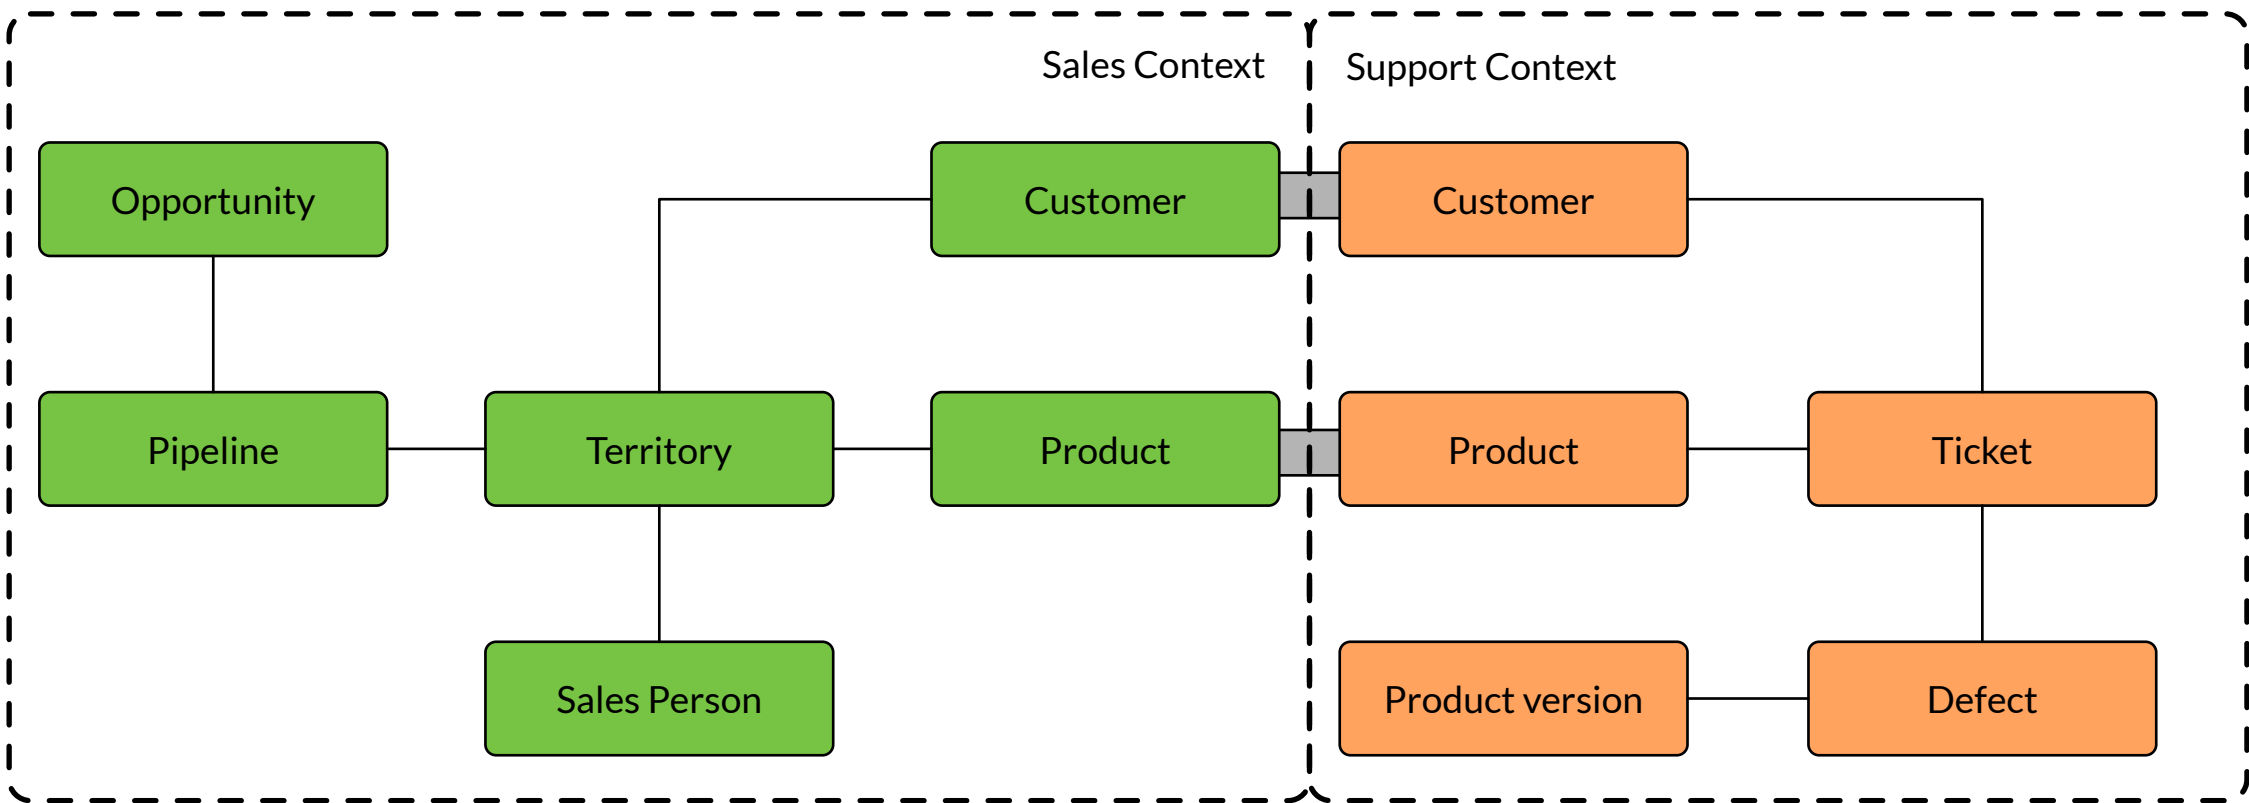 Sales Context
Support Context
Opportunity
Customer
Customer
Pipeline
Territory
Product
Product
Ticket
Sales Person
Product version
Defect